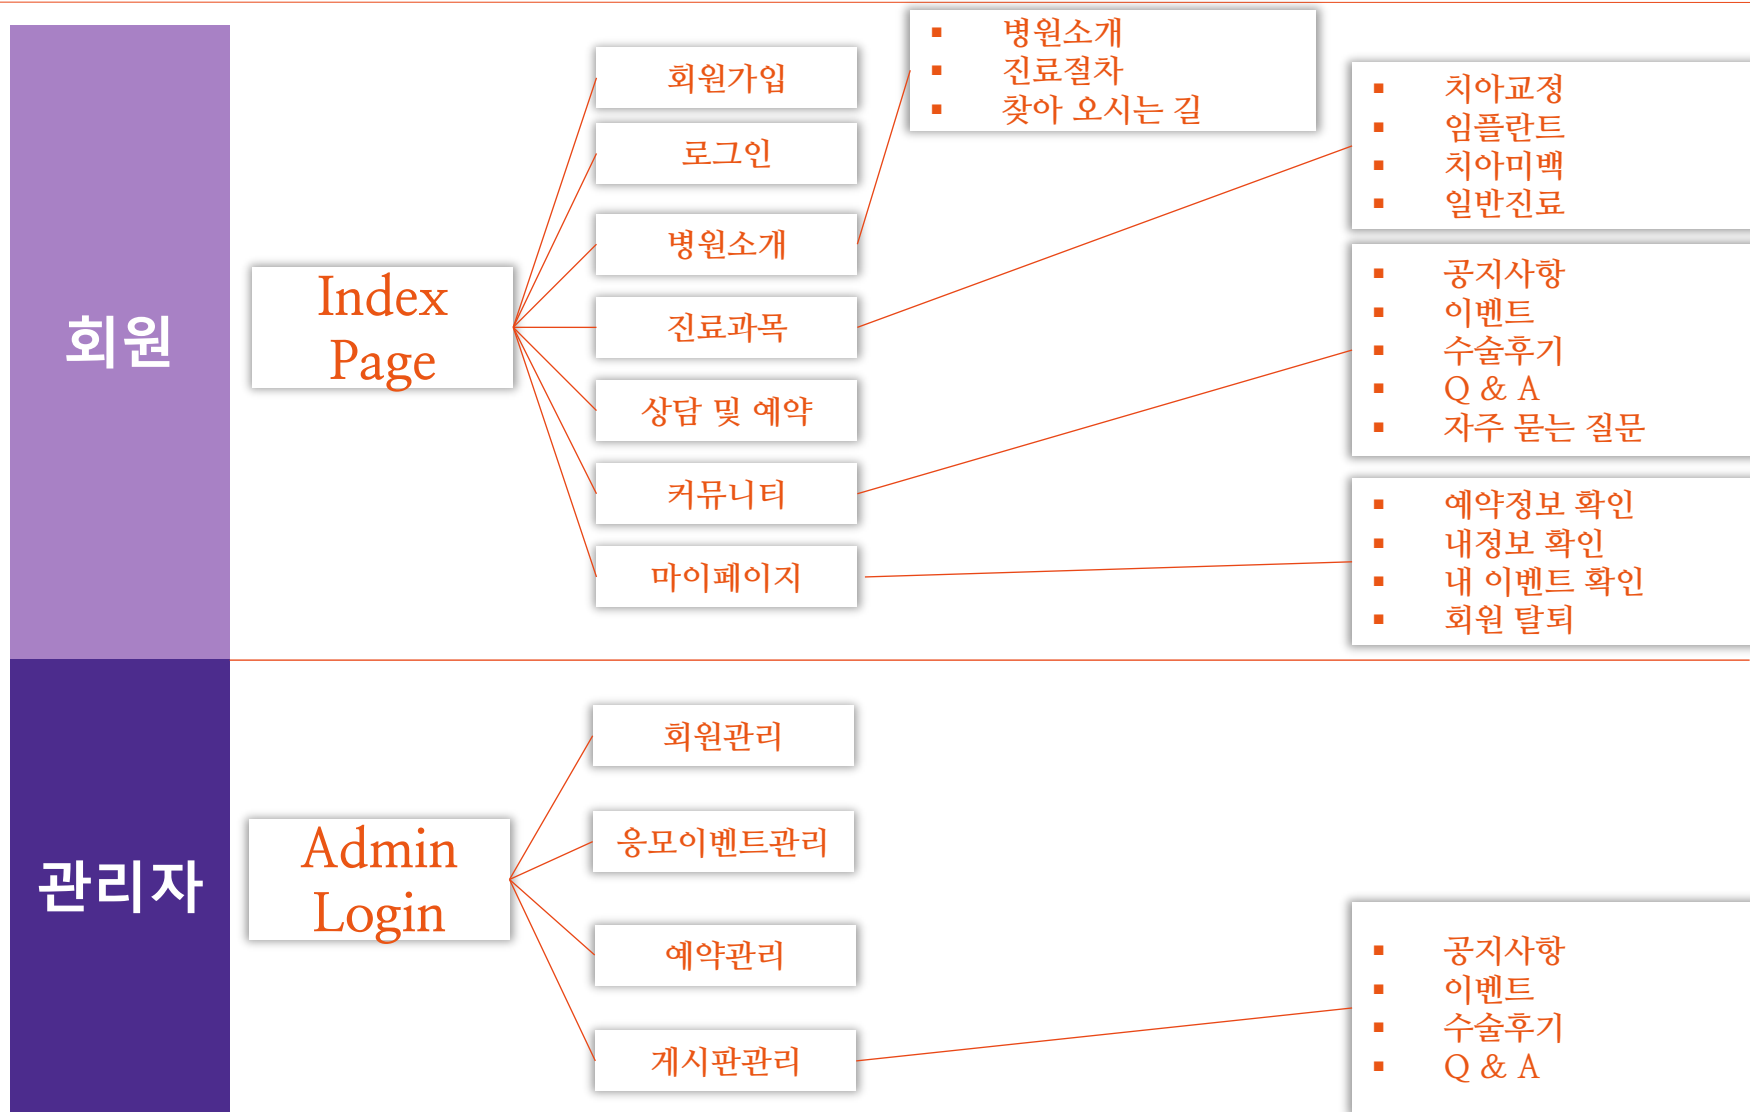 회원
Index
Page
회원가입
로그인
병원소개
진료과목
상담 및 예약
커뮤니티
마이페이지
▪ 병원소개
▪ 진료절차
▪ 찾아 오시는 길
▪ 치아교정
▪ 임플란트
▪ 치아미백
▪ 일반진료
▪ 공지사항
▪ 이벤트
▪ 수술후기
▪ Q & A
▪ 자주 묻는 질문
▪ 예약정보 확인
▪ 내정보 확인
▪ 내 이벤트 확인
▪ 회원 탈퇴
관리자
Admin
Login
회원관리
응모이벤트관리
예약관리
게시판관리
▪ 공지사항
▪ 이벤트
▪ 수술후기
▪ Q & A